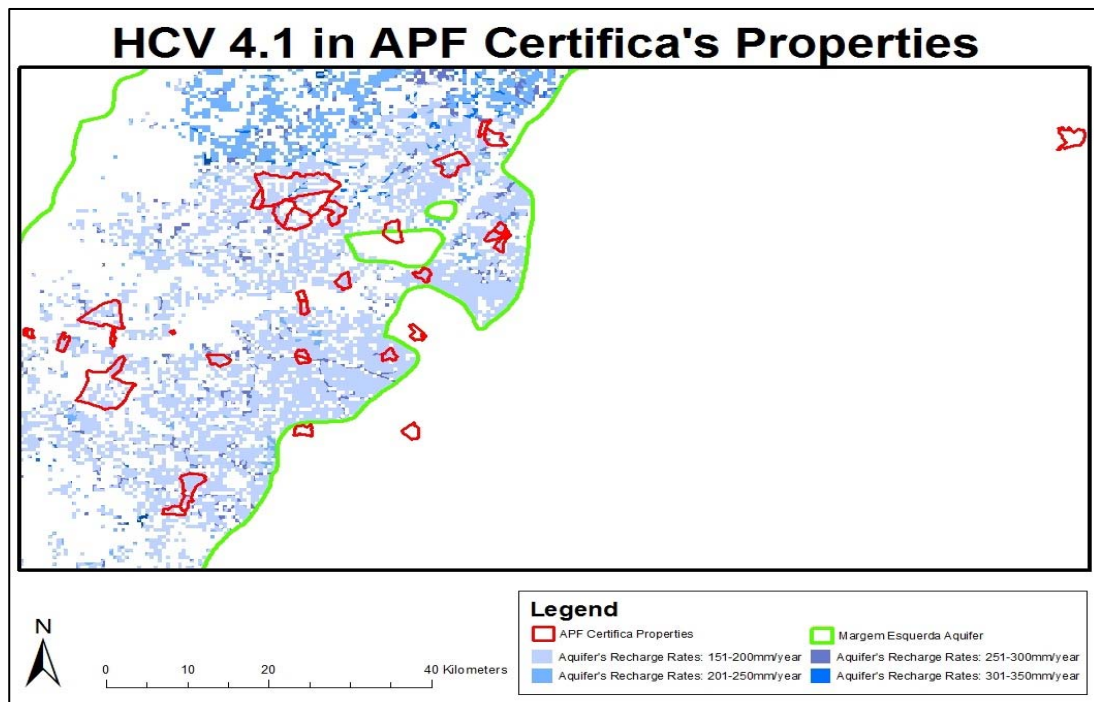 HCV 4.1 in APF Certifica's Properties
N
0 10 20 40 Kilometers
Legend
APF Certifica Properties
Margem Esquerda Aquifer
Aquifer's Recharge Rates: 151-200mm/year
Aquifer's Recharge Rates: 251-300mm/year
Aquifer's Recharge Rates: 201-250mm/year
Aquifer's Recharge Rates: 301-350mm/year